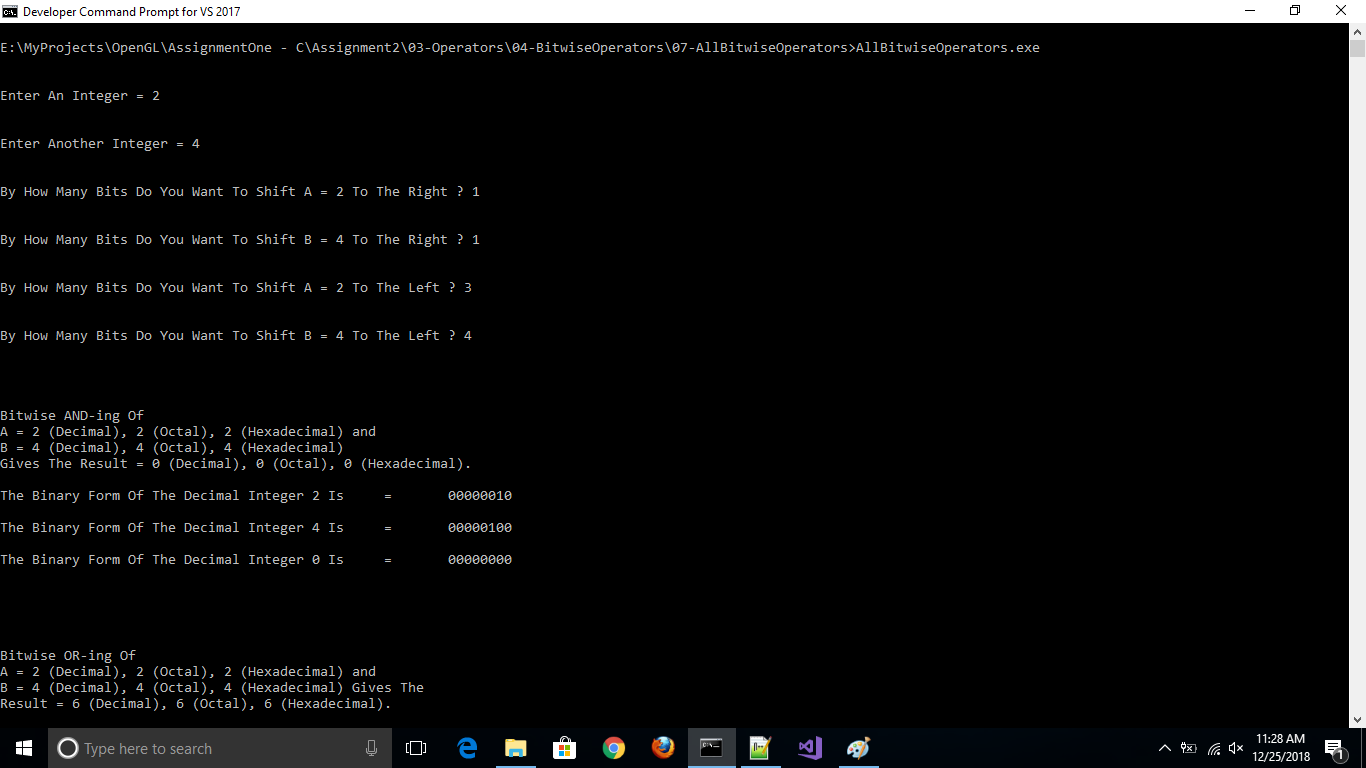 Developer Command Prompt for VS 2017
E:\MyProjects\OpenGL\AssignmentOne - C\Assignment2\03-Operators\04-BitwiseOperators\07-AllBitwiseOperators>AllBitwiseOperators.exe
Enter An Integer = 2
Enter Another Integer = 4
By How Many Bits Do You Want To Shift A = 2 To The Right ? 1
By How Many Bits Do You Want To Shift B = 4 To The Right ? 1
By How Many Bits Do You Want To Shift A = 2 To The Left ? 3
By How Many Bits Do You Want To Shift B = 4 To The Left ? 4
Bitwise AND-ing Of
A = 2 (Decimal), 2 (Octal), 2 (Hexadecimal) and
B = 4 (Decimal), 4 (Octal), 4 (Hexadecimal)
Gives The Result = 0 (Decimal), 0 (Octal), 0 (Hexadecimal).
The Binary Form Of The Decimal Integer 2 Is = 00000010
The Binary Form Of The Decimal Integer 4 Is = 00000100
The Binary Form Of The Decimal Integer 0 Is = 00000000
Bitwise OR-ing Of
A = 2 (Decimal), 2 (Octal), 2 (Hexadecimal) and
B = 4 (Decimal), 4 (Octal), 4 (Hexadecimal) Gives The
Result = 6 (Decimal), 6 (Octal), 6 (Hexadecimal).
Type here to search
11:28 AM
12/25/2018
1